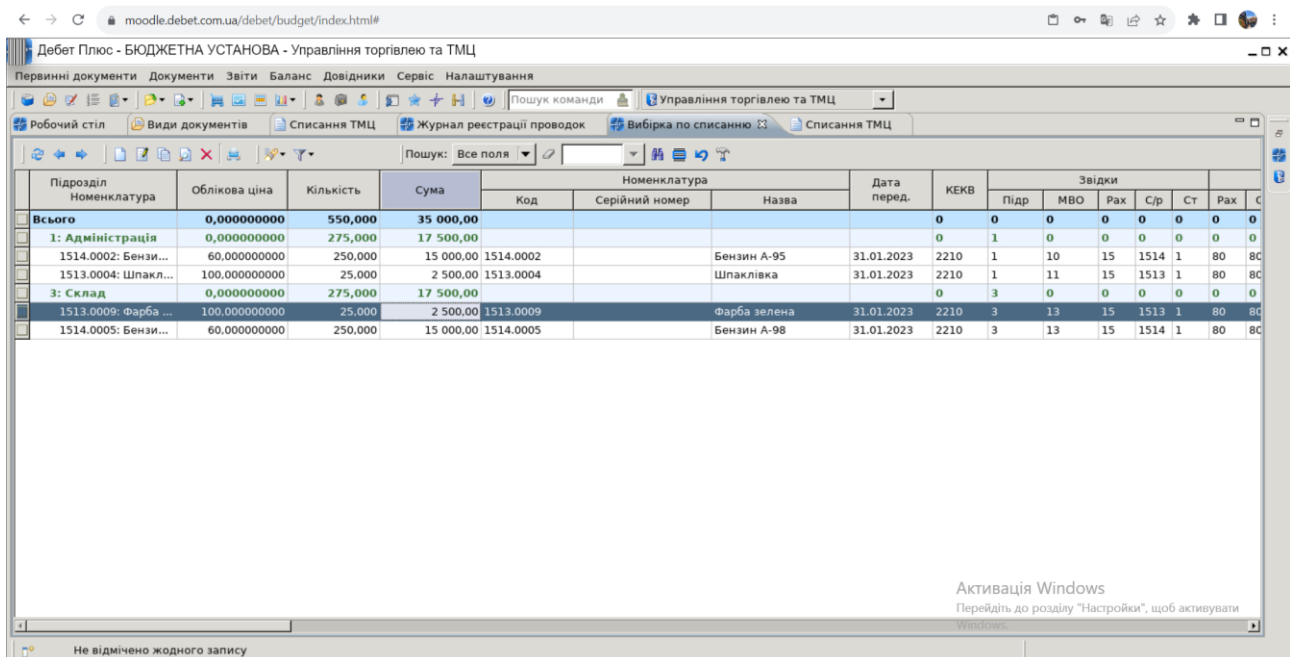 moodle.debet.com.ua/debet/budget/index.html#
Дебет Плюс - БЮДЖЕТНА УСТАНОВА - Управління торгівлею та ТМЦ
Первинні документи Документи Звіти Баланс Довідники Сервіс Налаштування
Пошук команди Управління торгівлею та ТМЦ
Робочий стіл Види документів Списання ТМЦ Журнал реєстрації проводок Вибірка по списанню Списання ТМЦ
Пошук: Все поля
Підрозділ Номенклатура Облікова ціна Кількість Сума Номенклатура Дата перед. КЕКВ Звідки
Код Серійний номер Назва Підр МВО Рах С/р Ст Рах С
Всього 0,000000000 550,000 35 000,00 0 0 0 0 0 0 0 0
1: Адміністрація 0,000000000 275,000 17 500,00 0 1 0 0 0 0 0 0
1514.0002: Бензи... 60,000000000 250,000 15 000,00 1514.0002 Бензин А-95 31.01.2023 2210 1 10 15 1514 1 80 80
1513.0004: Шпакл... 100,000000000 25,000 2 500,00 1513.0004 Шпаклівка 31.01.2023 2210 1 11 15 1513 1 80 80
3: Склад 0,000000000 275,000 17 500,00 0 3 0 0 0 0 0 0
1513.0009: Фарба ... 100,000000000 25,000 2 500,00 1513.0009 Фарба зелена 31.01.2023 2210 3 13 15 1513 1 80 80
1514.0005: Бензи... 60,000000000 250,000 15 000,00 1514.0005 Бензин А-98 31.01.2023 2210 3 13 15 1514 1 80 80
Активація Windows
Перейдіть до розділу "Настройки", щоб активувати
Windows.
Не відмічено жодного запису